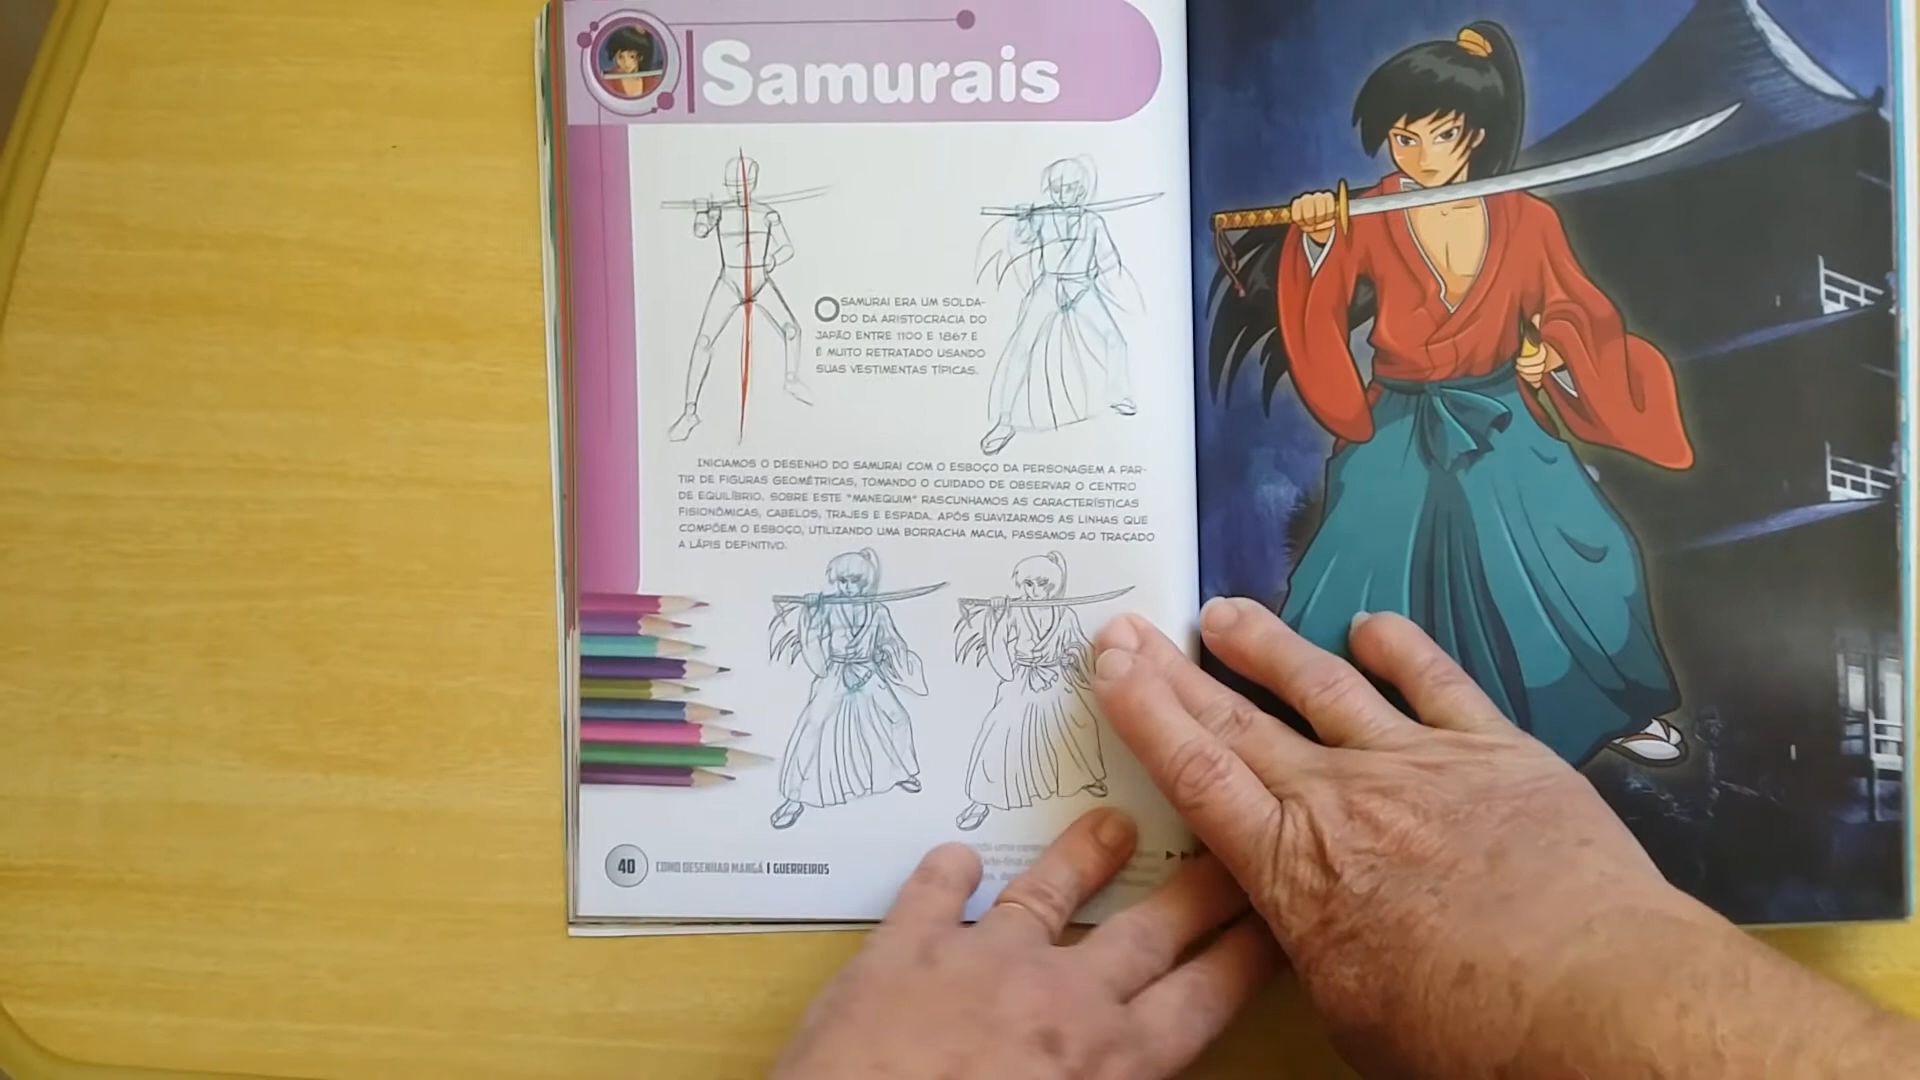 Samurais
O SAMURAI ERA UM SOLDA-
DO DA ARISTOCRACIA DO
JAPÃO ENTRE 1100 E 1867 E
É MUITO RETRATADO USANDO
SUAS VESTIMENTAS TÍPICAS.
INICIAMOS O DESENHO DO SAMURAI COM O ESBOÇO DA PERSONAGEM A PAR-
TIR DE FIGURAS GEOMÉTRICAS, TOMANDO O CUIDADO DE OBSERVAR O CENTRO
DE EQUILÍBRIO. SOBRE ESTE "MANEQUIM" RASCUNHAMOS AS CARACTERÍSTICAS
FISIONÔMICAS, CABELOS, TRAJES E ESPADA. APÓS SUAVIZARMOS AS LINHAS QUE
COMPÕEM O ESBOÇO, UTILIZANDO UMA BORRACHA MACIA, PASSAMOS AO TRAÇADO
A LÁPIS DEFINITIVO.
40 COMO DESENHAR MANGÁ | GUERREIROS